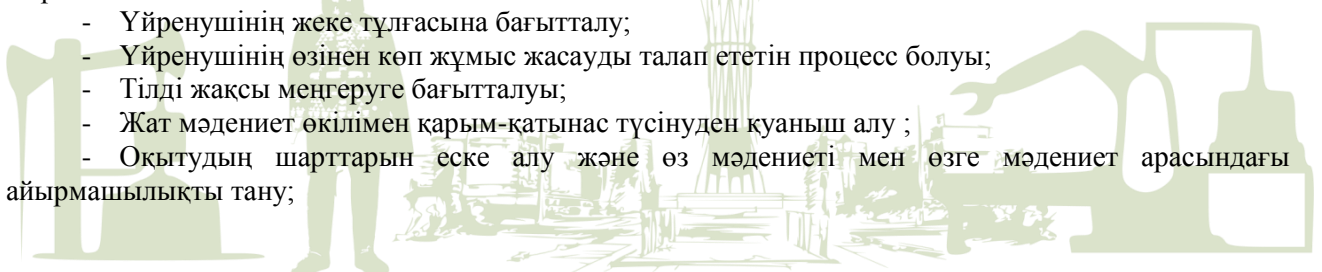 - Үйренушінің жеке тұлғасына бағытталу;
- Үйренушінің өзінен көп жұмыс жасауды талап ететін процесс болуы;
- Тілді жақсы меңгеруге бағытталуы;
- Жат мәдениет өкілімен қарым-қатынас түсінуден қуаныш алу ;
- Оқытудың шарттарын еске алу және өз мәдениеті мен өзге мәдениет арасындағы
айырмашылықты тану;